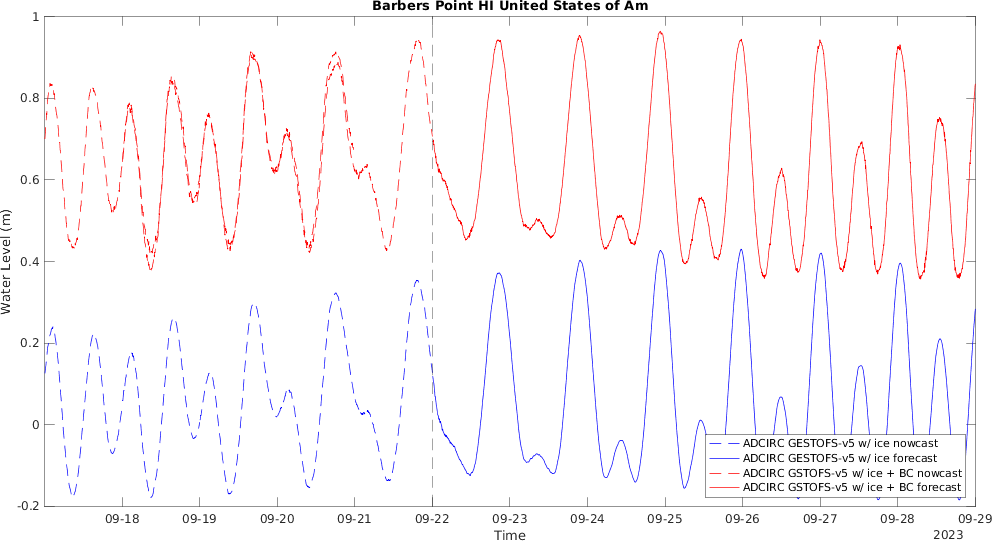 Barbers Point HI United States of Am
1
0.8
0.6
0.4
0.2
0
-0.2
Water Level (m)
ADCIRC GESTOFS-v5 w/ ice nowcast
ADCIRC GESTOFS-v5 w/ ice forecast
ADCIRC GSTOFS-v5 w/ ice + BC nowcast
ADCIRC GSTOFS-v5 w/ ice + BC forecast
09-18 09-19 09-20 09-21 09-22 09-23 09-24 09-25 09-26 09-27 09-28 09-29
Time
2023